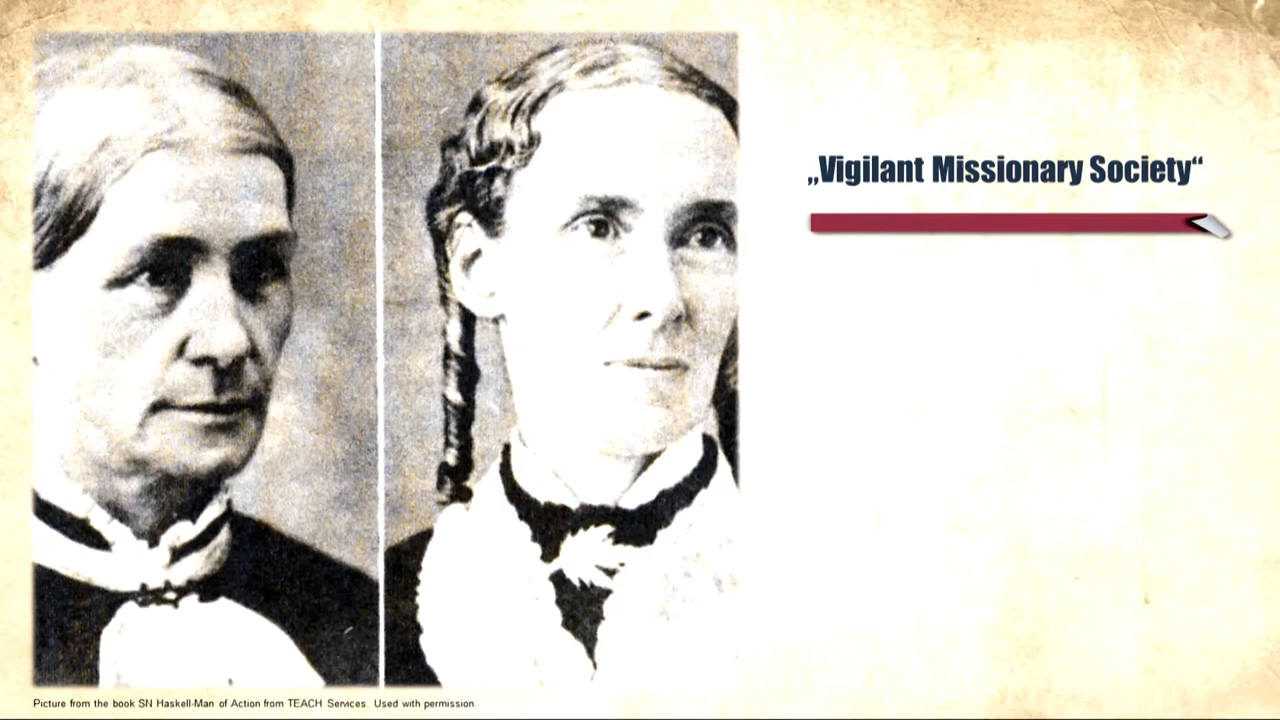 „Vigilant Missionary Society“
Picture from the book SN Haskell-Man of Action from TEACH Services. Used with permission.